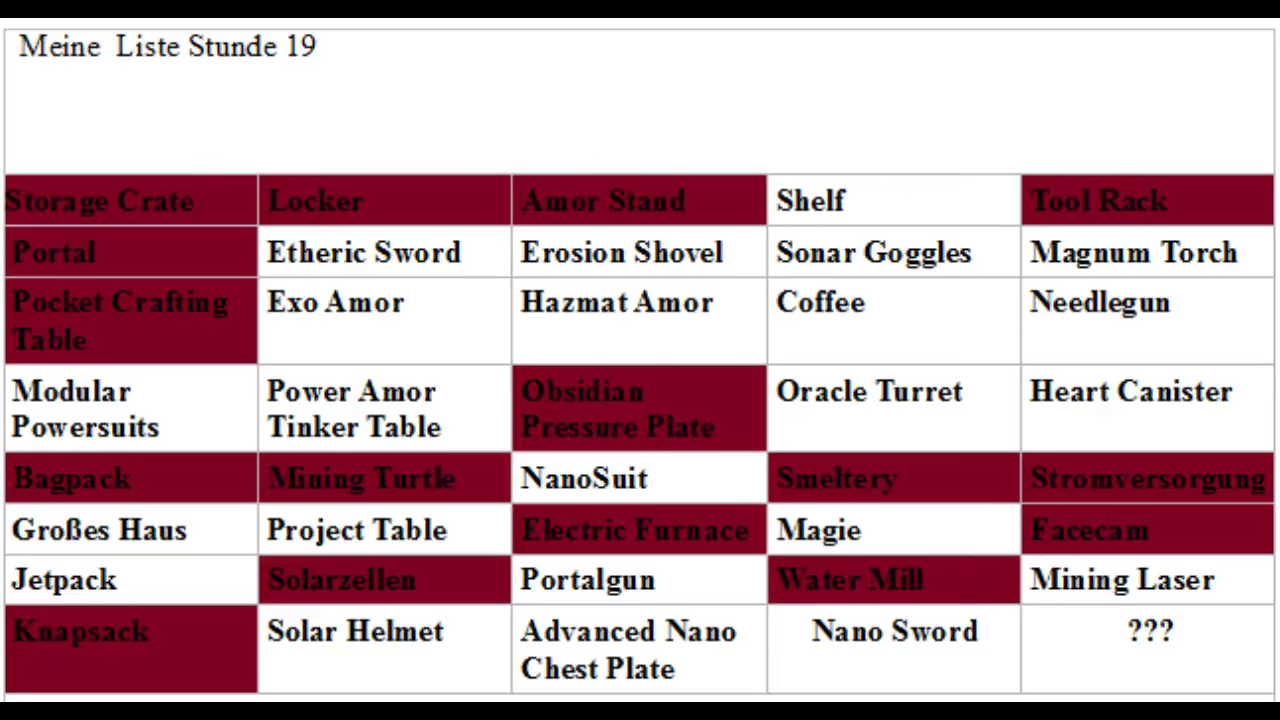 Meine Liste Stunde 19
Storage Crate Locker Amor Stand Shelf Tool Rack
Portal Etheric Sword Erosion Shovel Sonar Goggles Magnum Torch
Pocket Crafting Exo Amor Hazmat Amor Coffee Needlegun
Table
Modular Power Amor Obsidian Oracle Turret Heart Canister
Powersuits Tinker Table Pressure Plate
Bagpack Mining Turtle NanoSuit Smeltery Stromversorgung
Großes Haus Project Table Electric Furnace Magie Facecam
Jetpack Solarzellen Portalgun Water Mill Mining Laser
Knapsack Solar Helmet Advanced Nano Nano Sword ???
Chest Plate